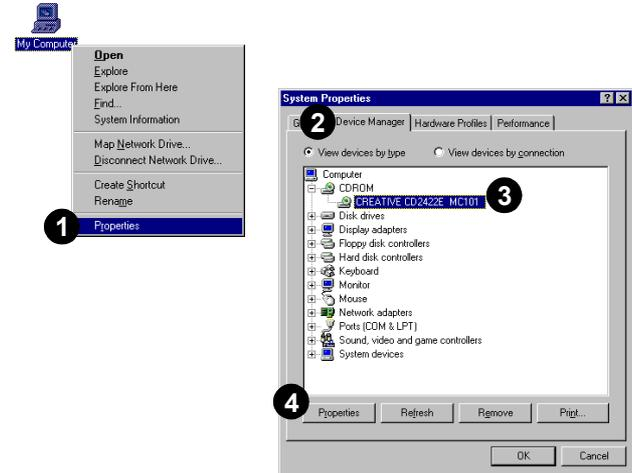 My Computer
Open
Explore
Explore From Here
Find...
System Information
Map Network Drive...
Disconnect Network Drive...
Create Shortcut
Rename
1
Properties
System Properties
G
2
Device Manager
Hardware Profiles
Performance
View devices by type
View devices by connection
Computer
CDROM
CREATIVE CD2422E MC101
3
Disk drives
Display adapters
Floppy disk controllers
Hard disk controllers
Keyboard
Monitor
Mouse
Network adapters
Ports (COM & LPT)
Sound, video and game controllers
System devices
4
Properties
Refresh
Remove
Print...
OK
Cancel